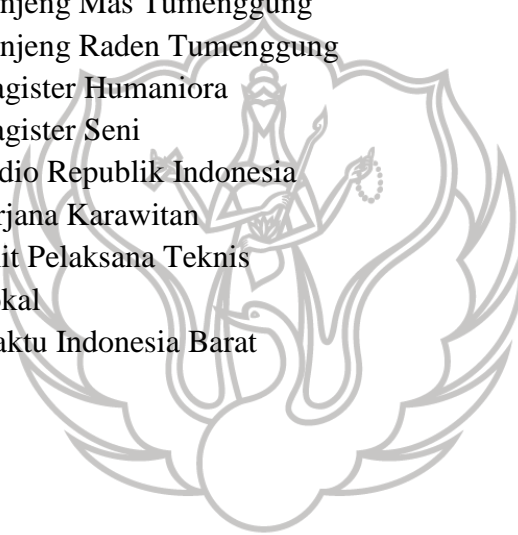 njeng Mas Tumenggung
njeng Raden Tumenggung
agister Humaniora
agister Seni
dio Republik Indonesia
rjana Karawitan
it Pelaksana Teknis
okal
aktu Indonesia Barat